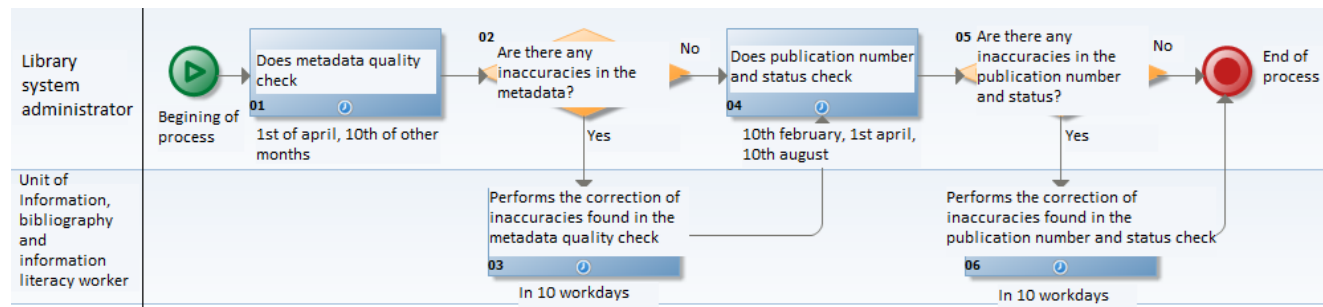 Library
system
administrator
Begining of
process
Does metadata quality
check
01
1st of april, 10th of other
months
02
Are there any
inaccuracies in the
metadata?
No
Yes
Does publication number
and status check
04
10th february, 1st april,
10th august
05 Are there any
inaccuracies in the
publication number
and status?
No
Yes
End of
process
Unit of
Information,
bibliography
and
information
literacy worker
Performs the correction of
inaccuracies found in the
metadata quality check
03
In 10 workdays
Performs the correction of
inaccuracies found in the
publication number and status check
06
In 10 workdays